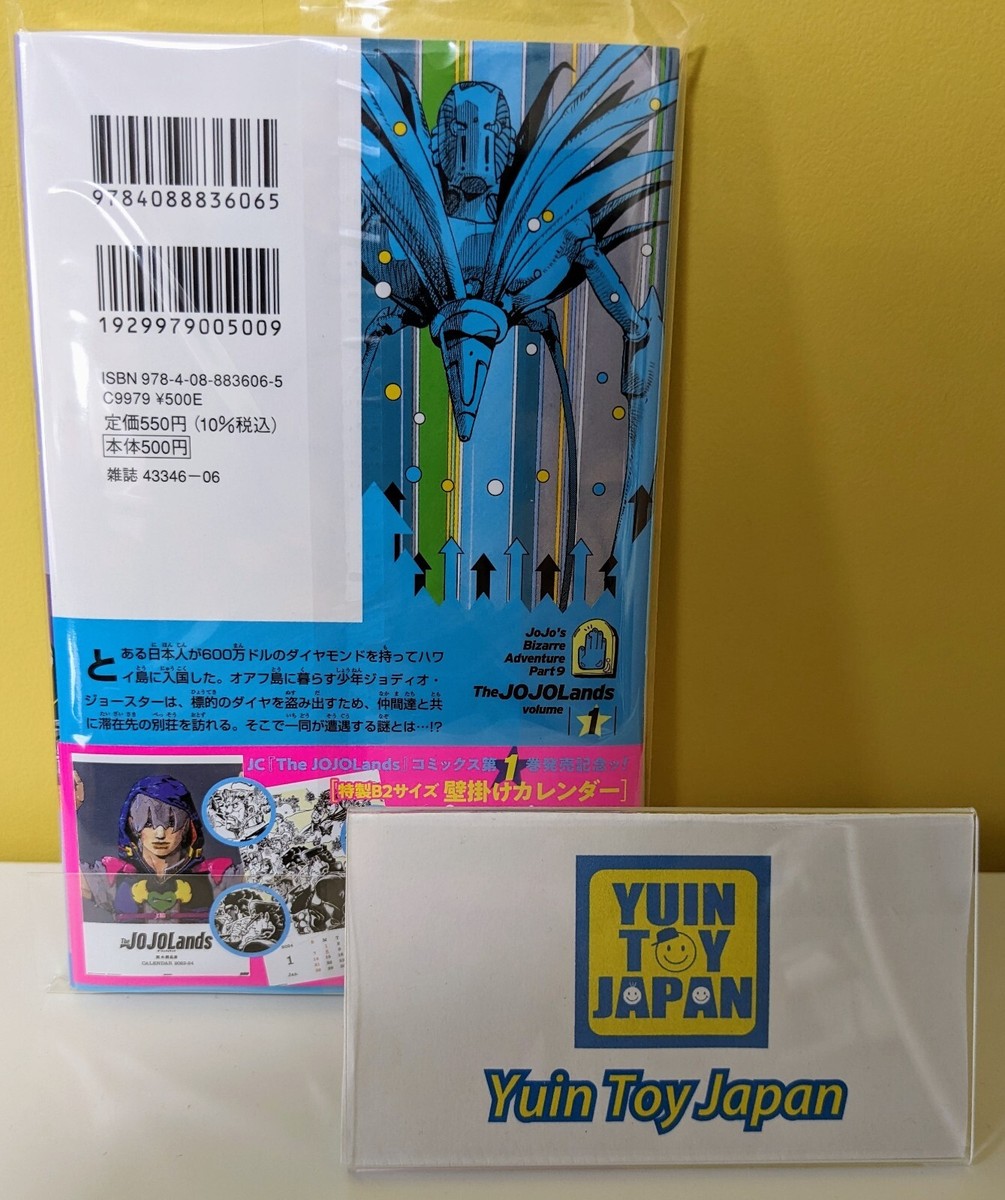 9784088836065
1929979005009
ISBN 978-4-08-883606-5
C9979 ¥500E
定価550円 (10%税込)
本体500円
雑誌 43346-06
JoJo's
Bizarre
Adventure
Part 9
The JOJOLands
volume 1
とある日本人が600万ドルのダイヤモンドを持ってハワ
イ島に入国した。オアフ島に暮らす少年ジョディオ・
ジョースターは、標的のダイヤを盗み出すため、仲間達と共
に滞在先の別荘を訪れる。そこで一同が遭遇する謎とは…!?
JC『The JOJOLands』コミックス第1巻発売記念ッ!
[特製B2サイズ 壁掛けカレンダー]
The JOJOLands
CALENDAR 2023-24
1
Jan
YUIN
TOY
JAPAN
Yuin Toy Japan